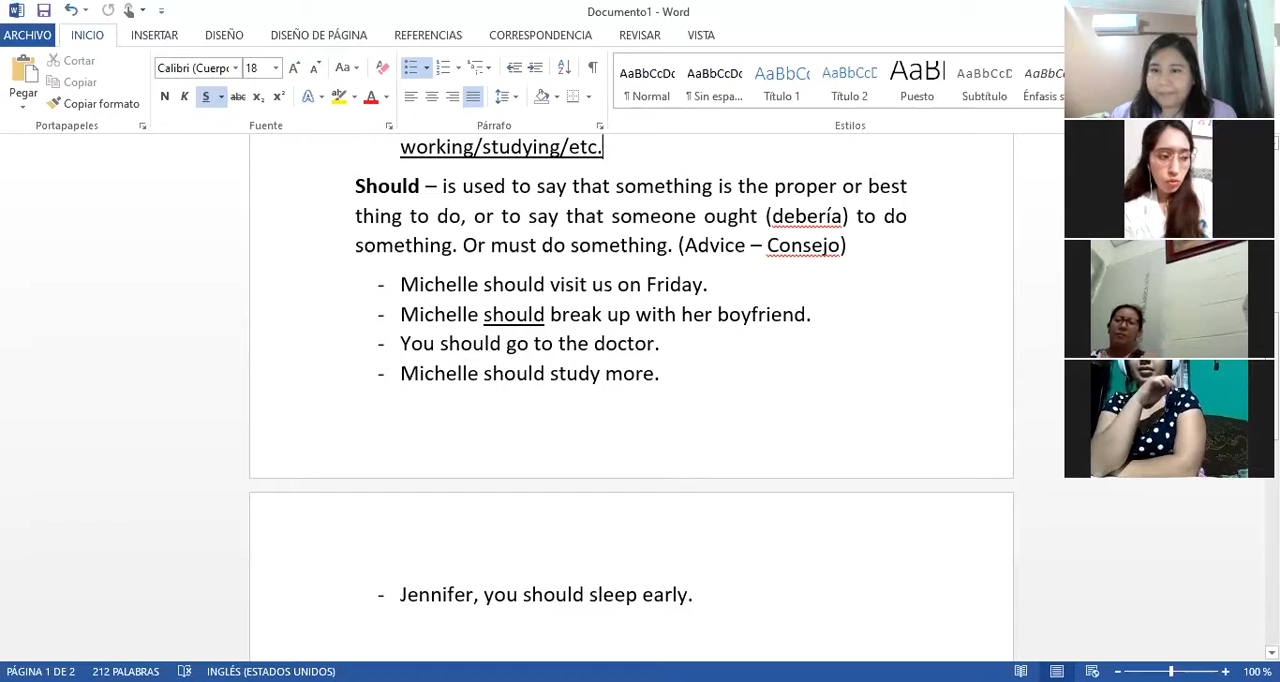 Documento1 - Word
ARCHIVO INICIO INSERTAR DISEÑO DISEÑO DE PÁGINA REFERENCIAS CORRESPONDENCIA REVISAR VISTA
Pegar
Cortar
Copiar
Copiar formato
Portapapeles
Calibri (Cuerpo 18
Fuente
Párrafo
AaBbCcDc AaBbCcDc AaBbCc AaBbCcD AaBl AaBbCcD AaBbCcDc
¶ Normal ¶ Sin espa... Título 1 Título 2 Puesto Subtítulo Énfasis s
Estilos
working/studying/etc.
Should – is used to say that something is the proper or best
thing to do, or to say that someone ought (debería) to do
something. Or must do something. (Advice – Consejo)
- Michelle should visit us on Friday.
- Michelle should break up with her boyfriend.
- You should go to the doctor.
- Michelle should study more.
- Jennifer, you should sleep early.
PÁGINA 1 DE 2 212 PALABRAS INGLÉS (ESTADOS UNIDOS) 100 %